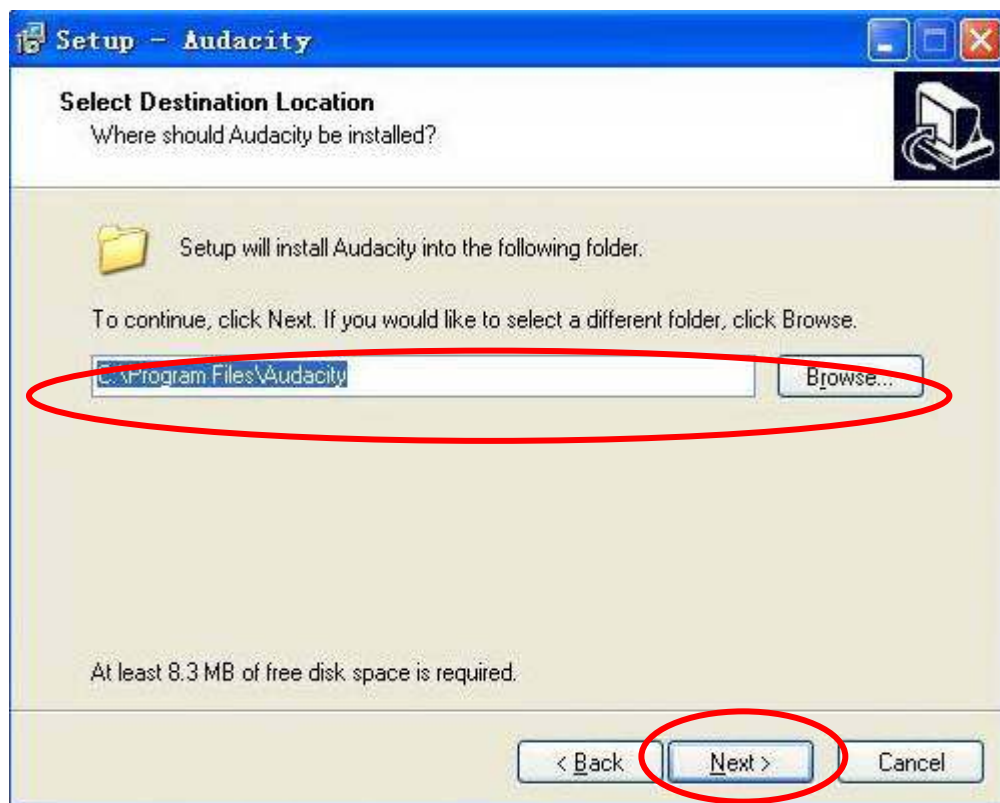 Setup - Audacity
Select Destination Location
Where should Audacity be installed?
Setup will install Audacity into the following folder.
To continue, click Next. If you would like to select a different folder, click Browse.
C:\Program Files\Audacity
Browse...
At least 8.3 MB of free disk space is required.
< Back
Next >
Cancel